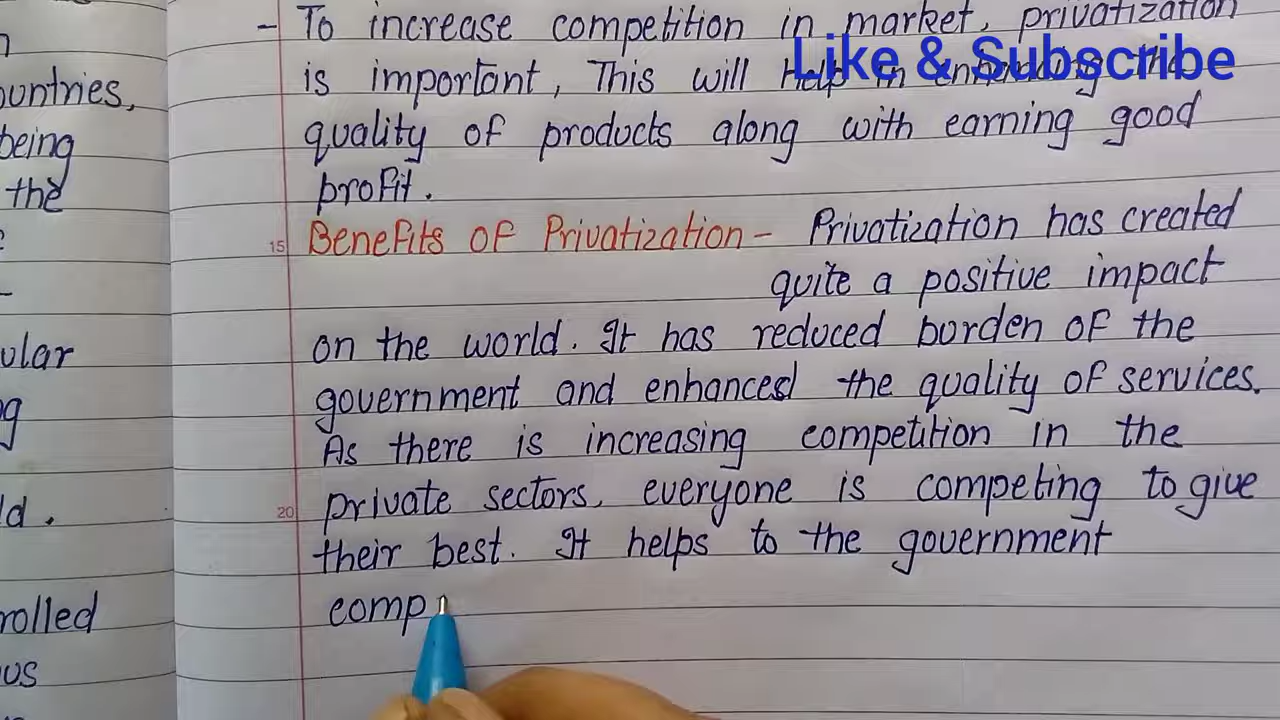 n
ountries,
being
the
ular
g
ld.
rolled
us
- To increase competition in market, privatization
Like & Subscribe
is important, This will help in enhancing the
quality of products along with earning good
profit.
15 Benefits of Privatization - Privatization has created
quite a positive impact
on the world. It has reduced borden of the
government and enhanced the quality of services.
As there is increasing competition in the
20 private sectors, everyone is competing to give
their best. It helps to the government
comp